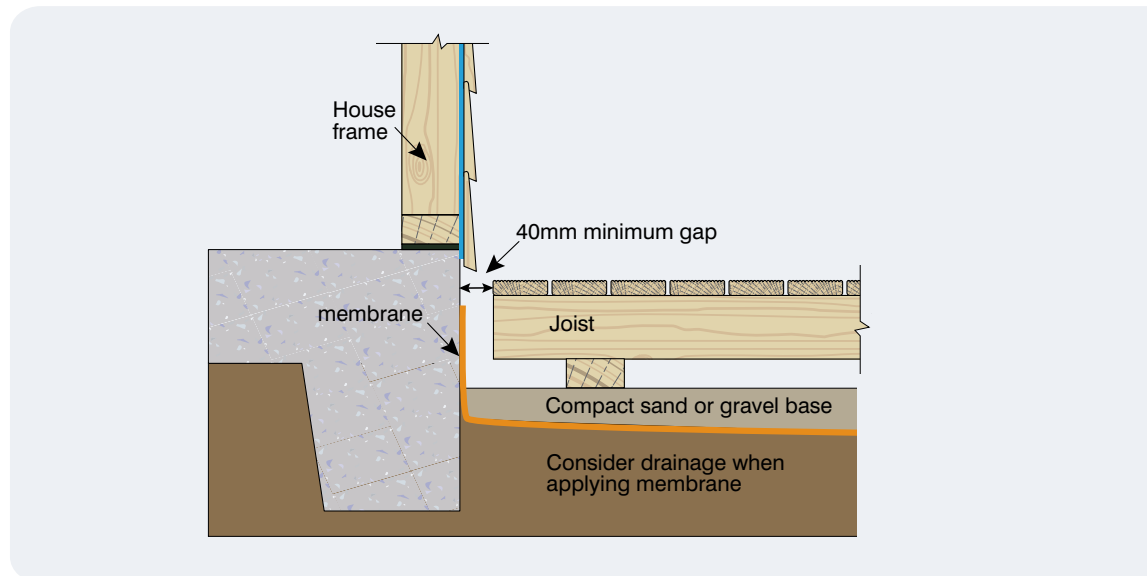 House
frame
40mm minimum gap
membrane
Joist
Compact sand or gravel base
Consider drainage when
applying membrane